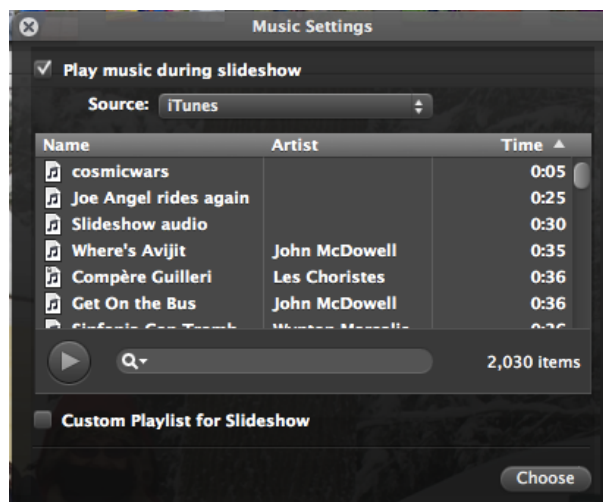 Music Settings
Play music during slideshow
Source: iTunes
Name Artist Time
cosmicwars 0:05
Joe Angel rides again 0:25
Slideshow audio 0:30
Where's Avijit John McDowell 0:35
Compère Guilleri Les Choristes 0:36
Get On the Bus John McDowell 0:36
2,030 items
Custom Playlist for Slideshow
Choose